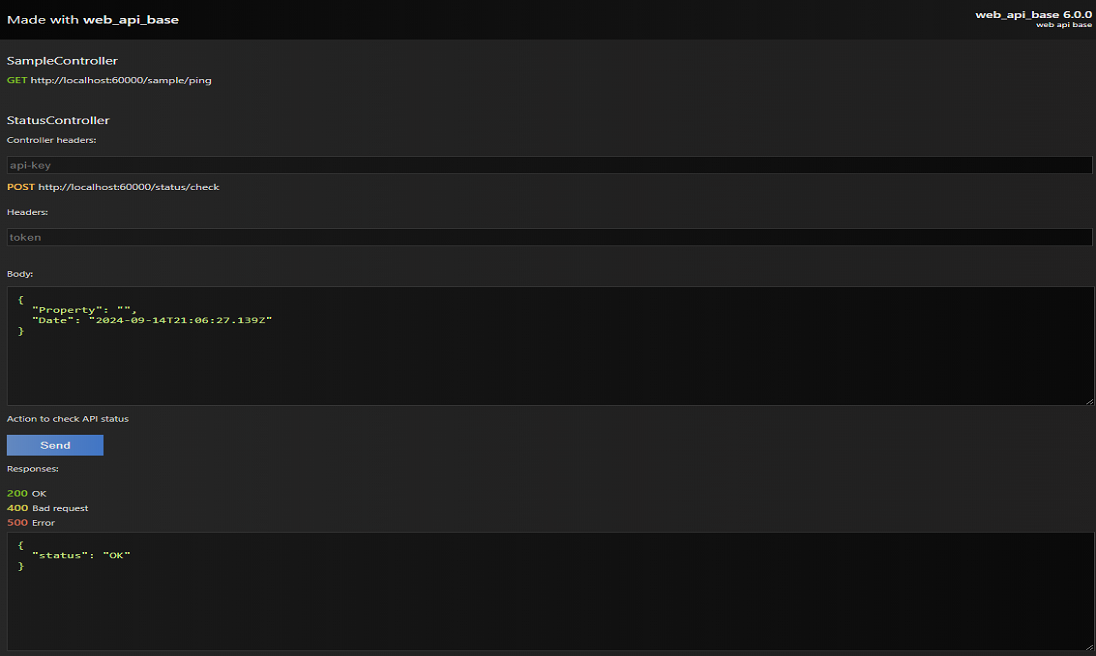 Made with web_api_base
web_api_base 6.0.0
web api base
SampleController
GET http://localhost:60000/sample/ping
StatusController
Controller headers:
api-key
POST http://localhost:60000/status/check
Headers:
token
Body:
{
"Property": "",
"Date": "2024-09-14T21:06:27.139Z"
}
Action to check API status
Send
Responses:
200 OK
400 Bad request
500 Error
{
"status": "OK"
}